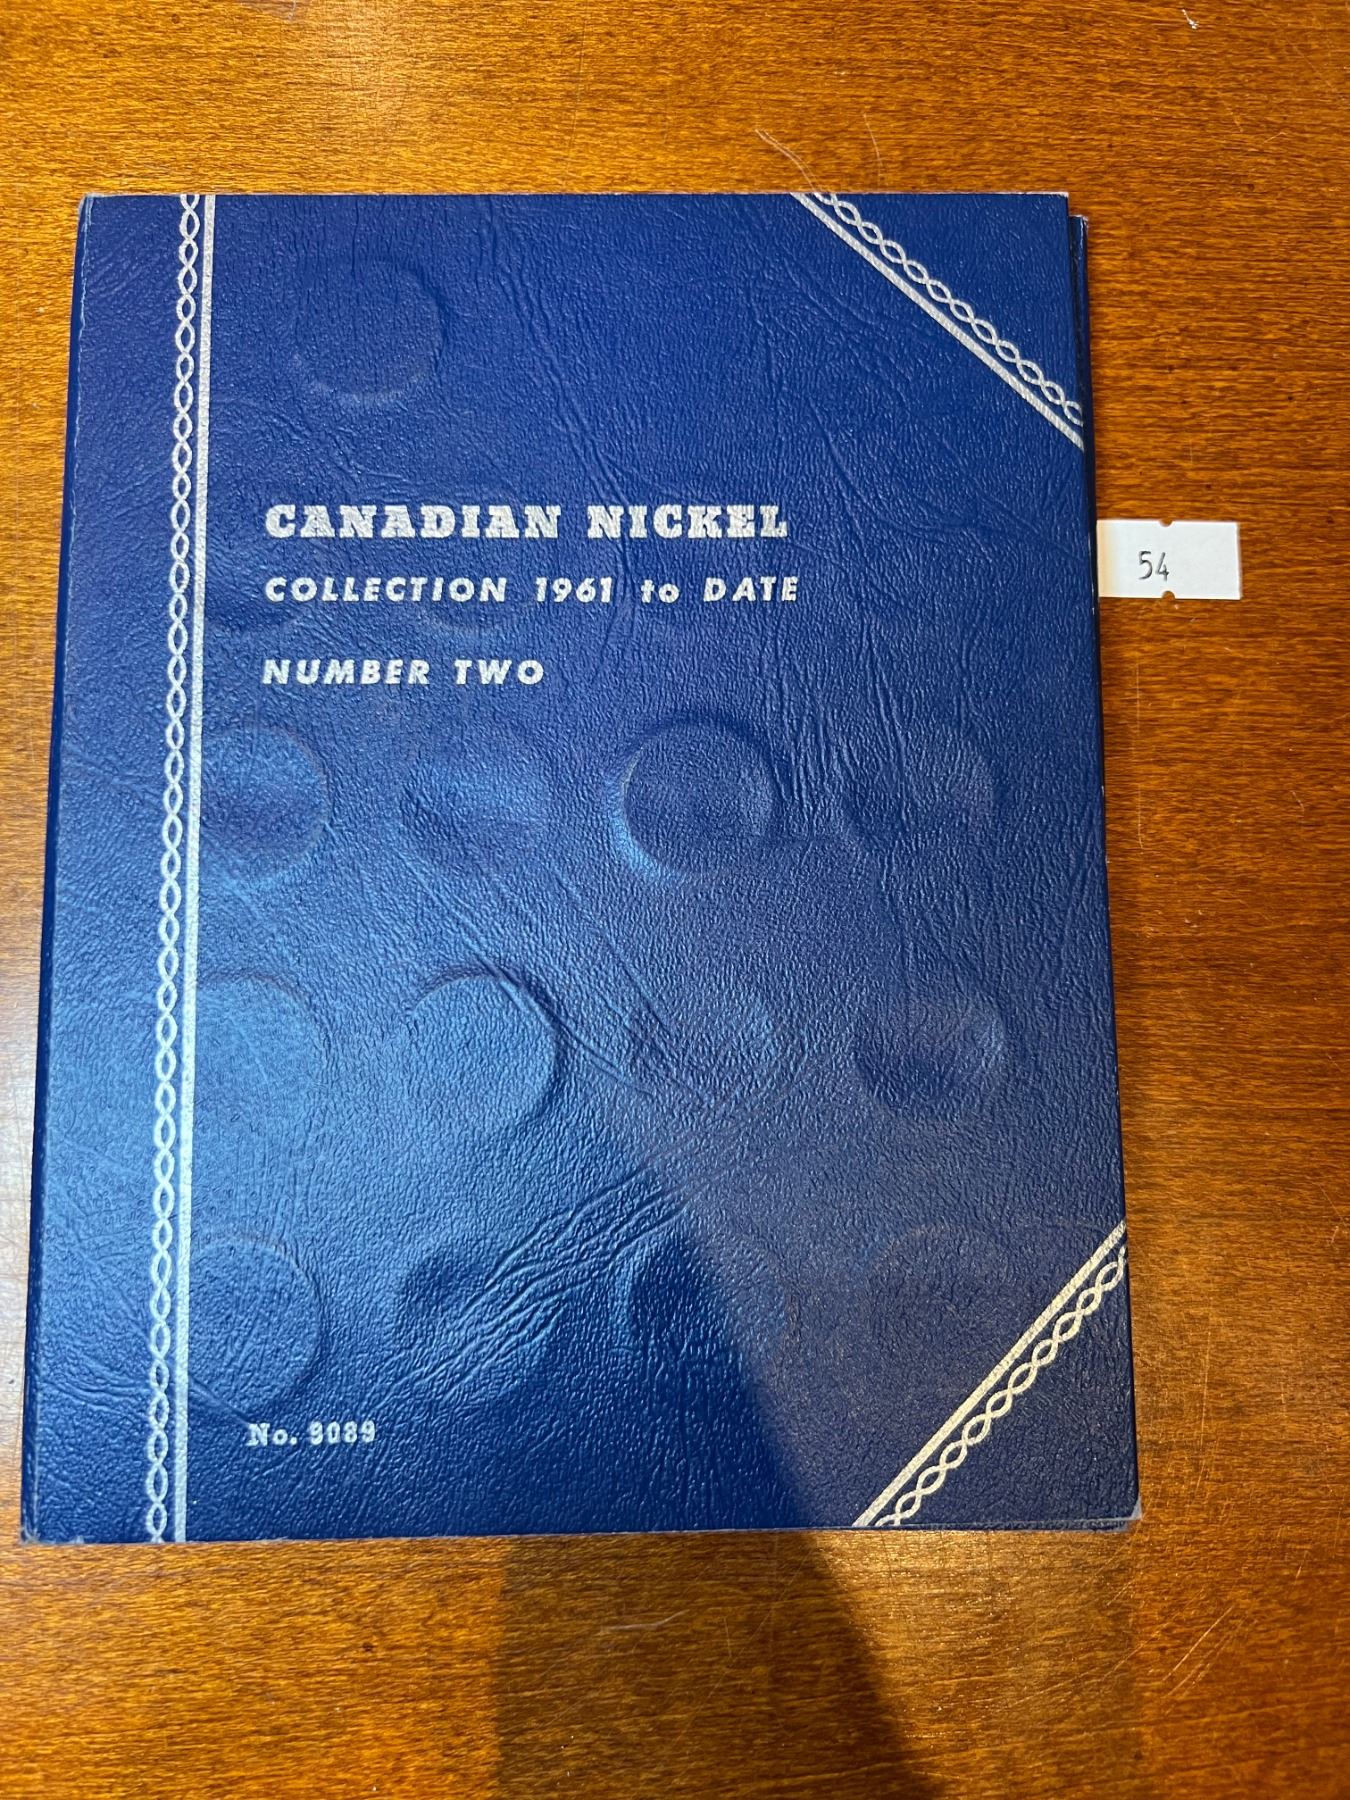 CANADIAN NICKEL
COLLECTION 1961 to DATE
NUMBER TWO
54
No. 9089